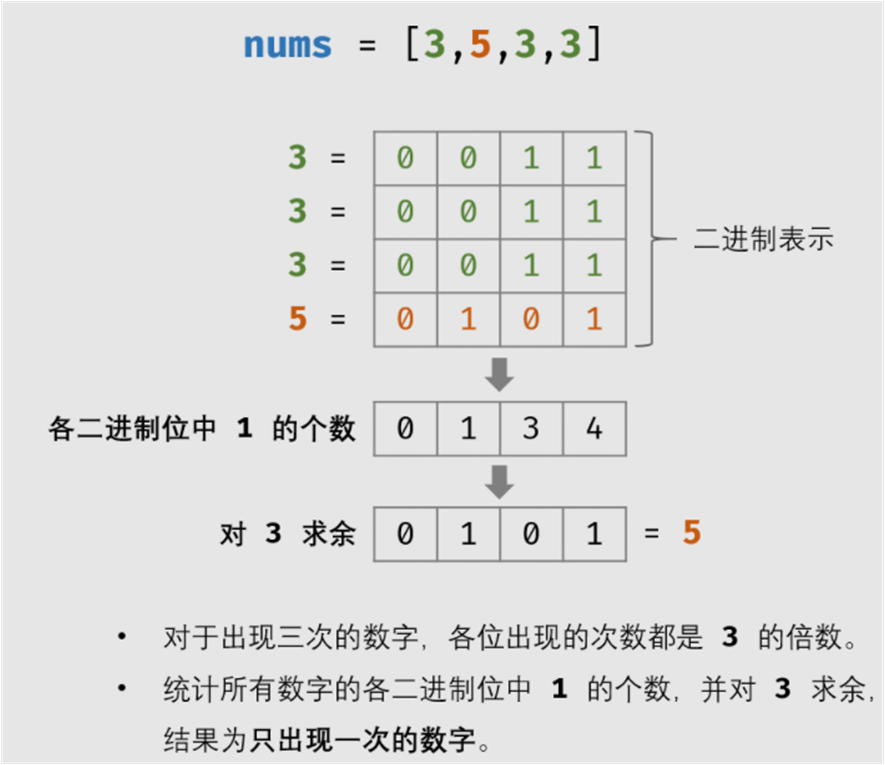 nums = [3,5,3,3]
3 = 0 0 1 1
3 = 0 0 1 1
3 = 0 0 1 1
二进制表示
5 = 0 1 0 1
各二进制位中 1 的个数 0 1 3 4
对 3 求余 0 1 0 1 = 5
• 对于出现三次的数字，各位出现的次数都是 3 的倍数。
• 统计所有数字的各二进制位中 1 的个数，并对 3 求余，
结果为只出现一次的数字。